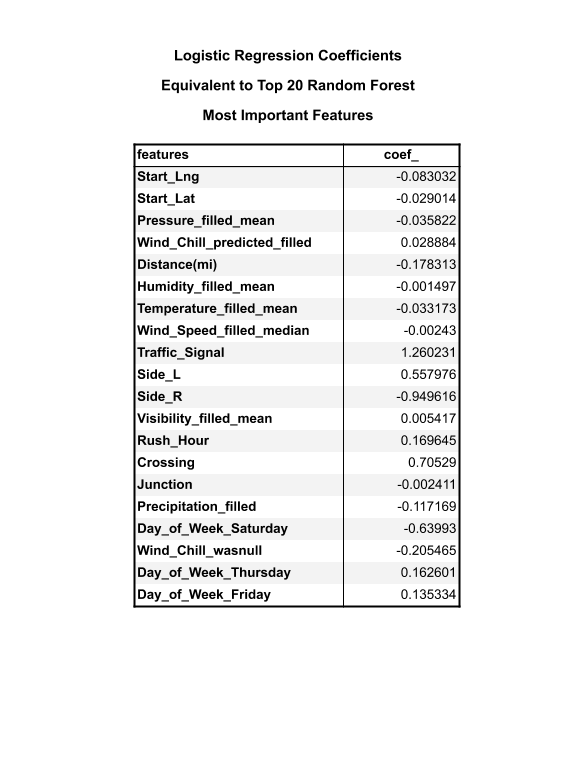 Logistic Regression Coefficients
Equivalent to Top 20 Random Forest
Most Important Features
features coef_
Start_Lng -0.083032
Start_Lat -0.029014
Pressure_filled_mean -0.035822
Wind_Chill_predicted_filled 0.028884
Distance(mi) -0.178313
Humidity_filled_mean -0.001497
Temperature_filled_mean -0.033173
Wind_Speed_filled_median -0.00243
Traffic_Signal 1.260231
Side_L 0.557976
Side_R -0.949616
Visibility_filled_mean 0.005417
Rush_Hour 0.169645
Crossing 0.70529
Junction -0.002411
Precipitation_filled -0.117169
Day_of_Week_Saturday -0.63993
Wind_Chill_wasnull -0.205465
Day_of_Week_Thursday 0.162601
Day_of_Week_Friday 0.135334